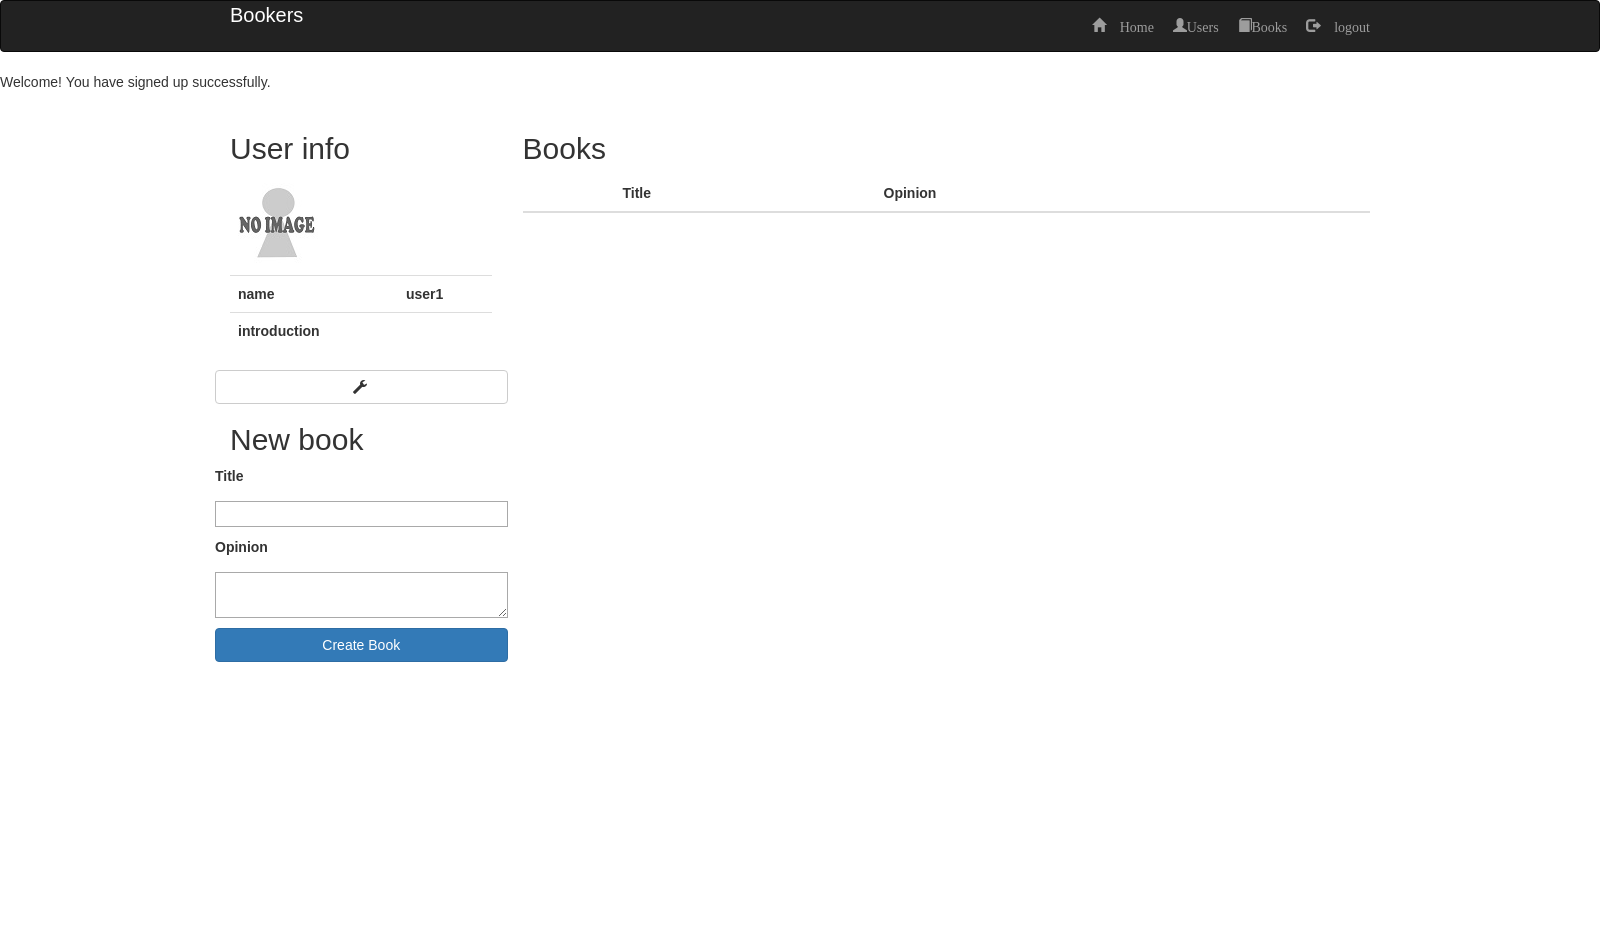 Bookers
Home Users Books logout
Welcome! You have signed up successfully.
User info
NO IMAGE
name user1
introduction
New book
Title
Opinion
Create Book
Books
Title Opinion